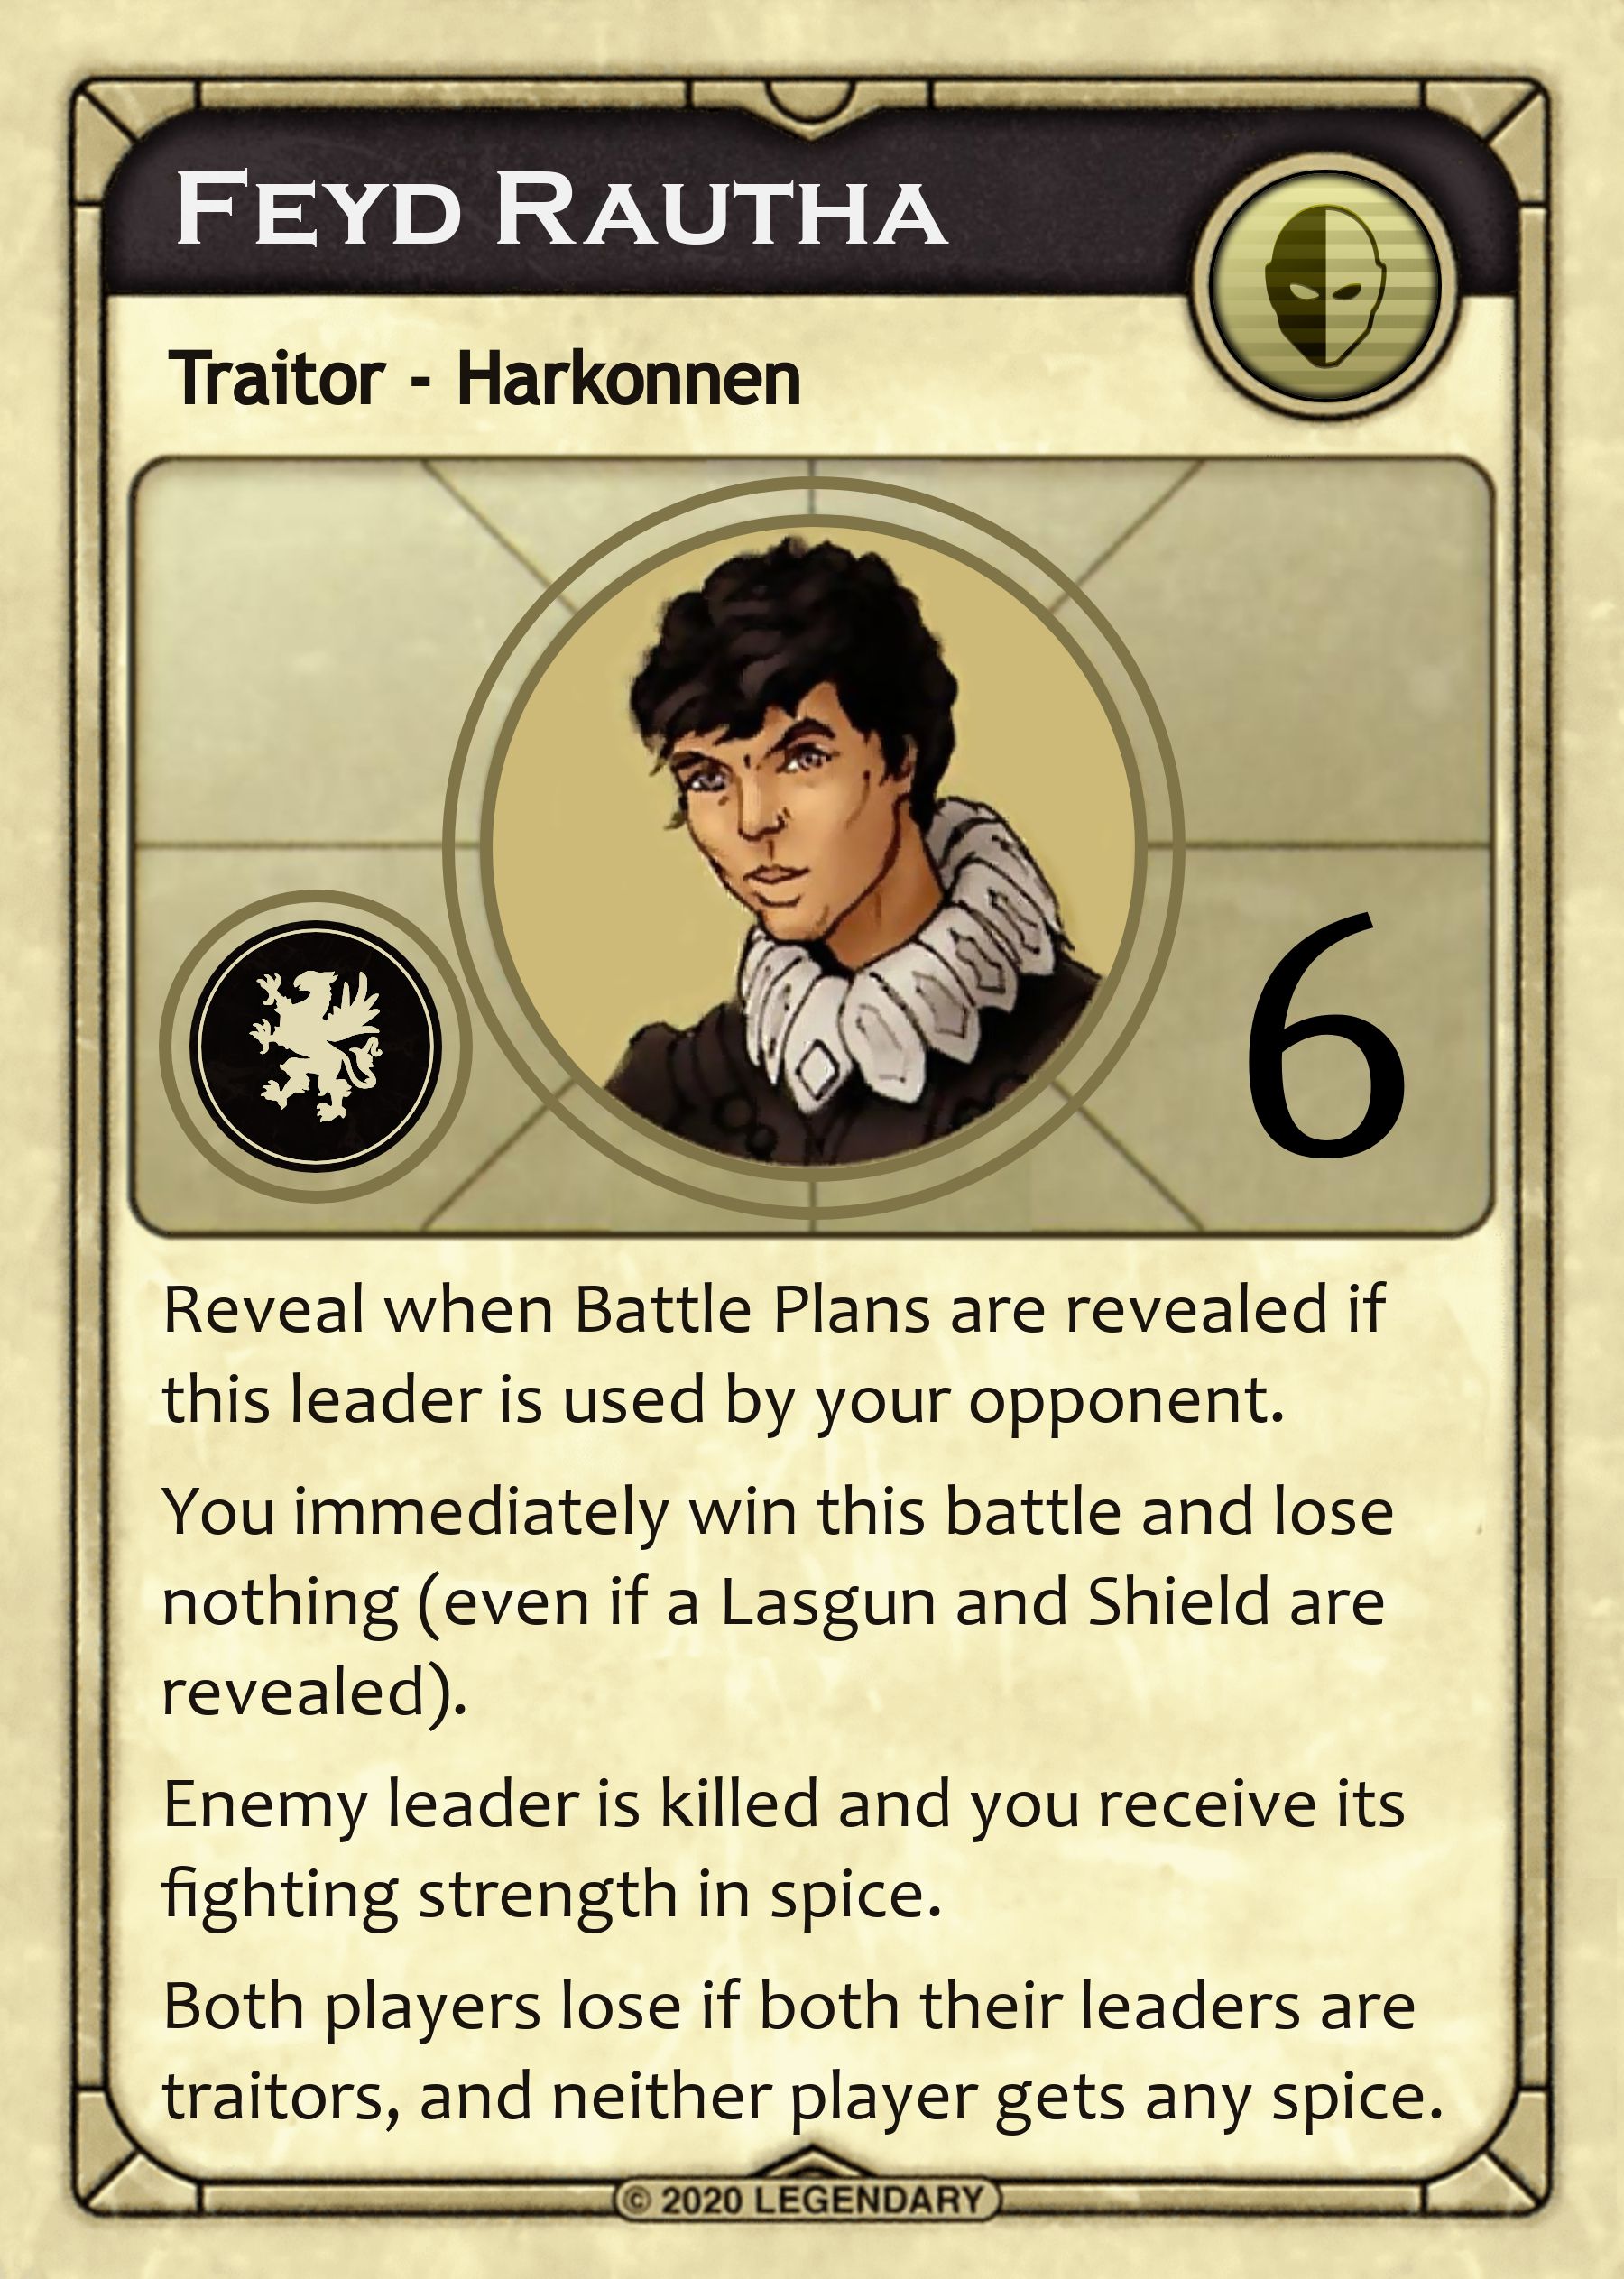 Feyd Rautha
Traitor - Harkonnen
6
Reveal when Battle Plans are revealed if
this leader is used by your opponent.
You immediately win this battle and lose
nothing (even if a Lasgun and Shield are
revealed).
Enemy leader is killed and you receive its
fighting strength in spice.
Both players lose if both their leaders are
traitors, and neither player gets any spice.
© 2020 LEGENDARY